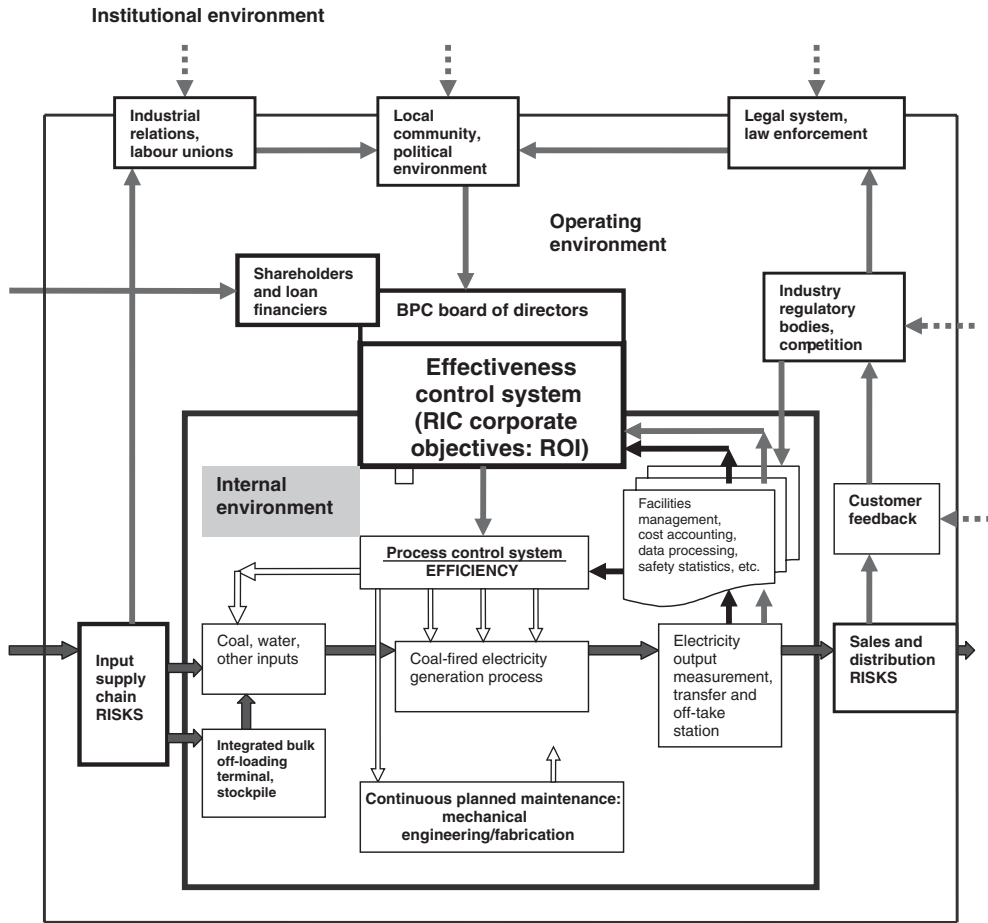 Institutional environment
Industrial
relations,
labour unions
Local
community,
political
environment
Legal system,
law enforcement
Operating
environment
Shareholders
and loan
financiers
BPC board of directors
Industry
regulatory
bodies,
competition
Effectiveness
control system
(RIC corporate
objectives: ROI)
Internal
environment
Facilities
management,
cost accounting,
data processing,
safety statistics, etc.
Customer
feedback
Process control system
EFFICIENCY
Input
supply
chain
RISKS
Coal, water,
other inputs
Coal-fired electricity
generation process
Electricity
output
measurement,
transfer and
off-take
station
Sales and
distribution
RISKS
Integrated bulk
off-loading
terminal,
stockpile
Continuous planned maintenance:
mechanical
engineering/fabrication